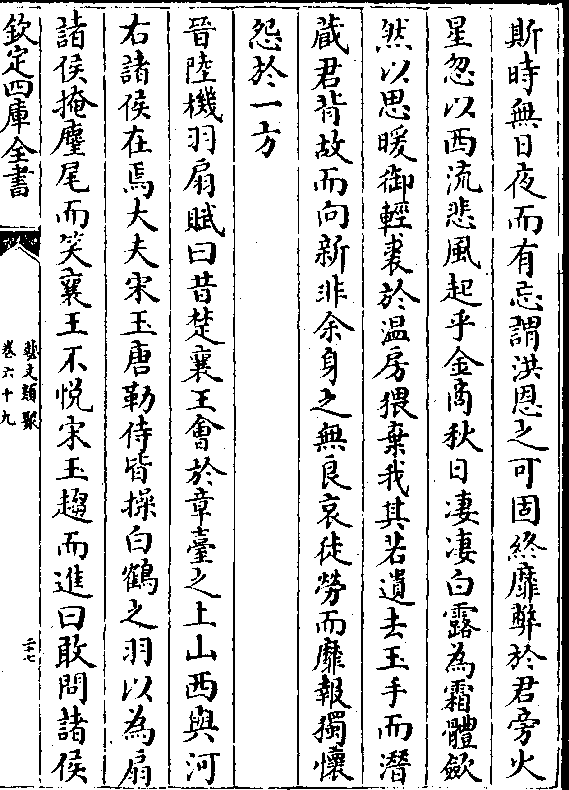 斯時無日夜而有忘謂洪恩之可固終靡弊於君旁火
星忽以西流悲風起乎金商秋日凄凄白露為霜體歛
然以思暖御輕裘於温房猥棄我其若遺去玉手而潛
蔵君背故而向新非余身之無良哀徒勞而靡報獨懐
怨於一方
晉陸機羽扇賦曰昔楚襄王會於章臺之上山西與河
右諸侯在焉大夫宋玉唐勒侍皆操白鶴之羽以為扇
諸侯掩麈尾而笑襄王不悦宋玉趨而進曰敢問諸侯
欽定四庫全書
藝文類聚
卷六十九
二十七